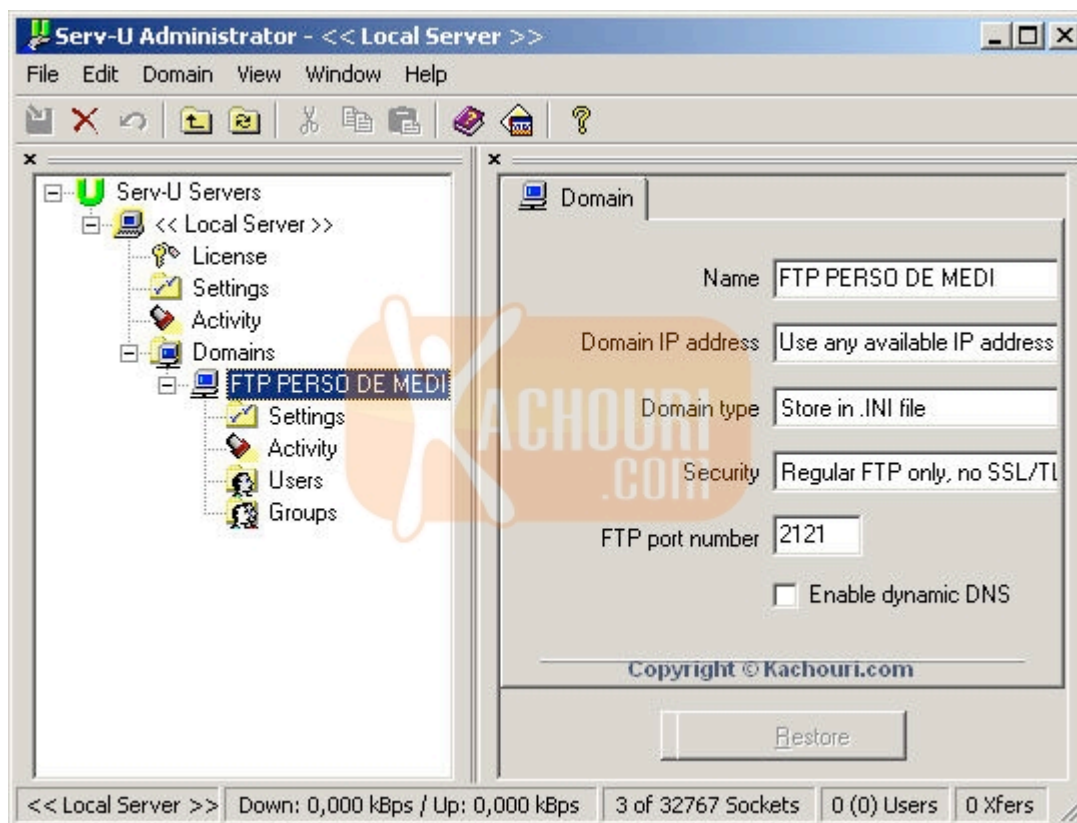 Serv-U Administrator - << Local Server >>
File Edit Domain View Window Help
Serv-U Servers
<< Local Server >>
License
Settings
Activity
Domains
FTP PERSO DE MEDI
Settings
Activity
Users
Groups
Domain
Name FTP PERSO DE MEDI
Domain IP address Use any available IP address
Domain type Store in .INI file
Security Regular FTP only, no SSL/TL
FTP port number 2121
Enable dynamic DNS
KACHOURI
.COM
Copyright © Kachouri.com
Restore
<< Local Server >> Down: 0,000 kBps / Up: 0,000 kBps 3 of 32767 Sockets 0 (0) Users 0 Xfers